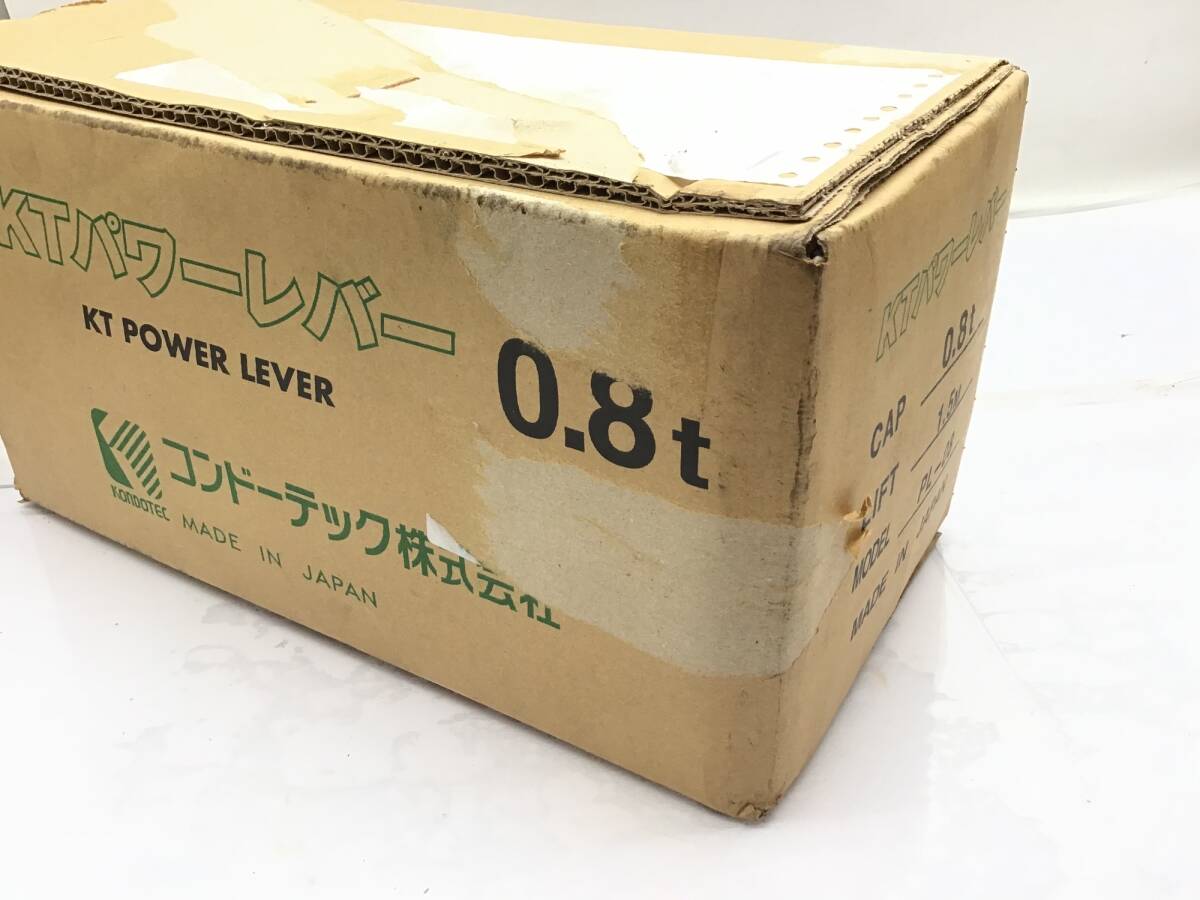 KTパワーレバー
KT POWER LEVER
0.8t
KONDOTEC
コンドーテック株式会社
MADE IN JAPAN
KTパワーレバー
CAP 0.8t
LIFT 1.5M
MODEL
MADE IN JAPAN